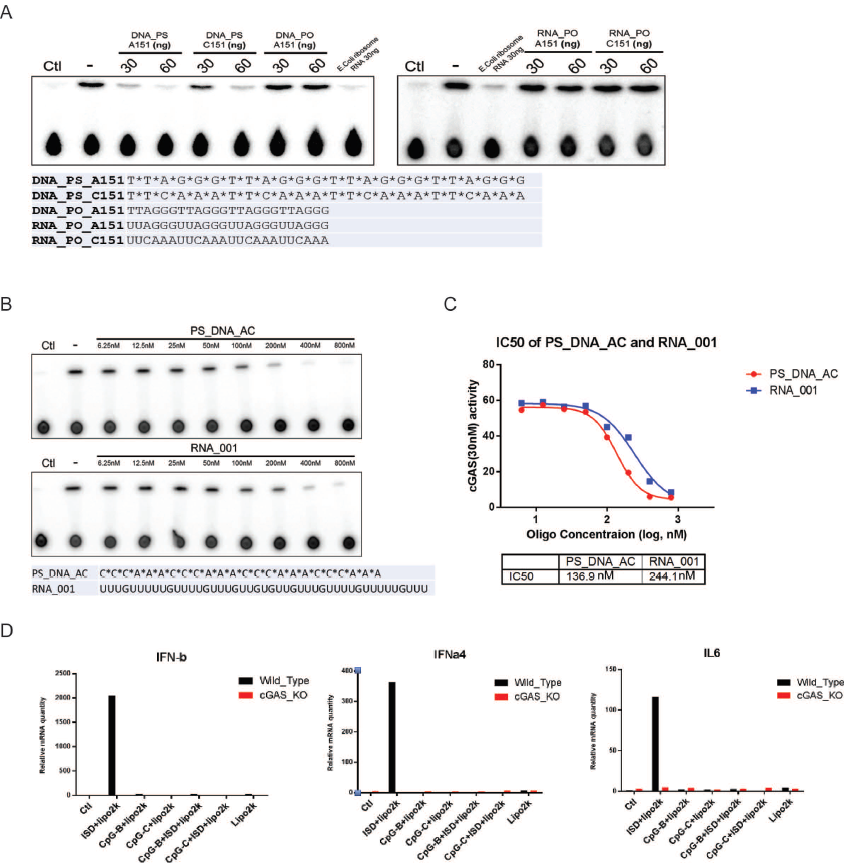 A
DNA_PS
A151 (ng)
DNA_PS
C151 (ng)
DNA_PO
A151 (ng)
E.Coli ribosome
RNA 30ng
Ctl - 30 60 30 60 30 60
RNA_PO
A151 (ng)
RNA_PO
C151 (ng)
E.Coli ribosome
RNA 30ng
Ctl - 30 60 30 60
DNA_PS_A151 T*T*A*G*G*G*T*T*A*G*G*G*T*T*A*G*G*G*T*T*A*G*G*G
DNA_PS_C151 T*T*C*A*A*A*T*T*C*A*A*A*T*T*C*A*A*A*T*T*C*A*A*A
DNA_PO_A151 TTAGGGTTAGGGTTAGGGTTAGGG
RNA_PO_A151 UUAGGGUUAGGGUUAGGGUUAGGG
RNA_PO_C151 UUCAAAUUCAAAUUCAAAUUCAAA
B
PS_DNA_AC
Ctl - 6.25nM 12.5nM 25nM 50nM 100nM 200nM 400nM 800nM
RNA_001
Ctl - 6.25nM 12.5nM 25nM 50nM 100nM 200nM 400nM 800nM
PS_DNA_AC C*C*C*A*A*A*C*C*C*A*A*A*C*C*C*A*A*A*C*C*C*A*A*A
RNA_001 UUUGUUUUUGUUUUGUUUGUUGUGUUGUUUGUUUUGUUUUUGUUU
C
IC50 of PS_DNA_AC and RNA_001
cGAS(30nM) activity
80
60
40
20
0
1 2 3
Oligo Concentraion (log, nM)
PS_DNA_AC
RNA_001
PS_DNA_AC RNA_001
IC50 136.9 nM 244.1nM
D
IFN-b
Relative mRNA quantity
2500
2000
1500
1000
500
0
Ctl
ISD+lipo2k
CpG-B+lipo2k
CpG-C+lipo2k
CpG-B+ISD+lipo2k
CpG-C+ISD+lipo2k
Lipo2k
Wild_Type
cGAS_KO
IFNa4
Relative mRNA quantity
400
300
200
100
0
Ctl
ISD+lipo2k
CpG-B+lipo2k
CpG-C+lipo2k
CpG-B+ISD+lipo2k
CpG-C+ISD+lipo2k
Lipo2k
Wild_Type
cGAS_KO
IL6
Relative mRNA quantity
150
100
50
0
Ctl
ISD+lipo2k
CpG-B+lipo2k
CpG-C+lipo2k
CpG-B+ISD+lipo2k
CpG-C+ISD+lipo2k
Lipo2k
Wild_Type
cGAS_KO